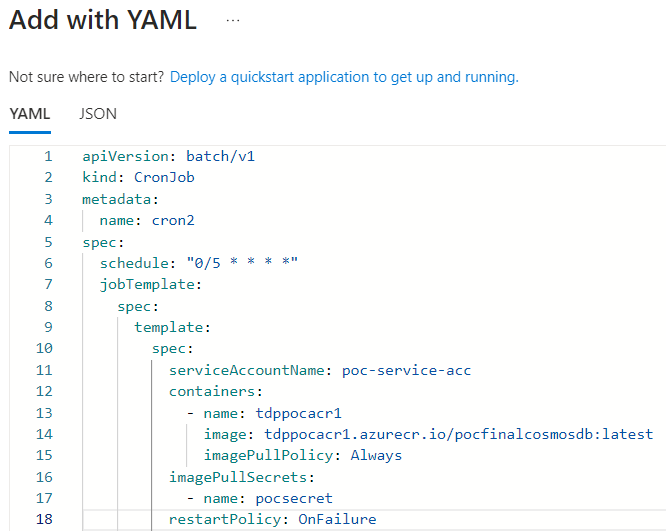 Add with YAML ...
Not sure where to start? Deploy a quickstart application to get up and running.
YAML JSON
1 apiVersion: batch/v1
2 kind: CronJob
3 metadata:
4 name: cron2
5 spec:
6 schedule: "0/5 * * * *"
7 jobTemplate:
8 spec:
9 template:
10 spec:
11 serviceAccountName: poc-service-acc
12 containers:
13 - name: tdppocacr1
14 image: tdppocacr1.azurecr.io/pocfinalcosmosdb:latest
15 imagePullPolicy: Always
16 imagePullSecrets:
17 - name: pocsecret
18 restartPolicy: OnFailure